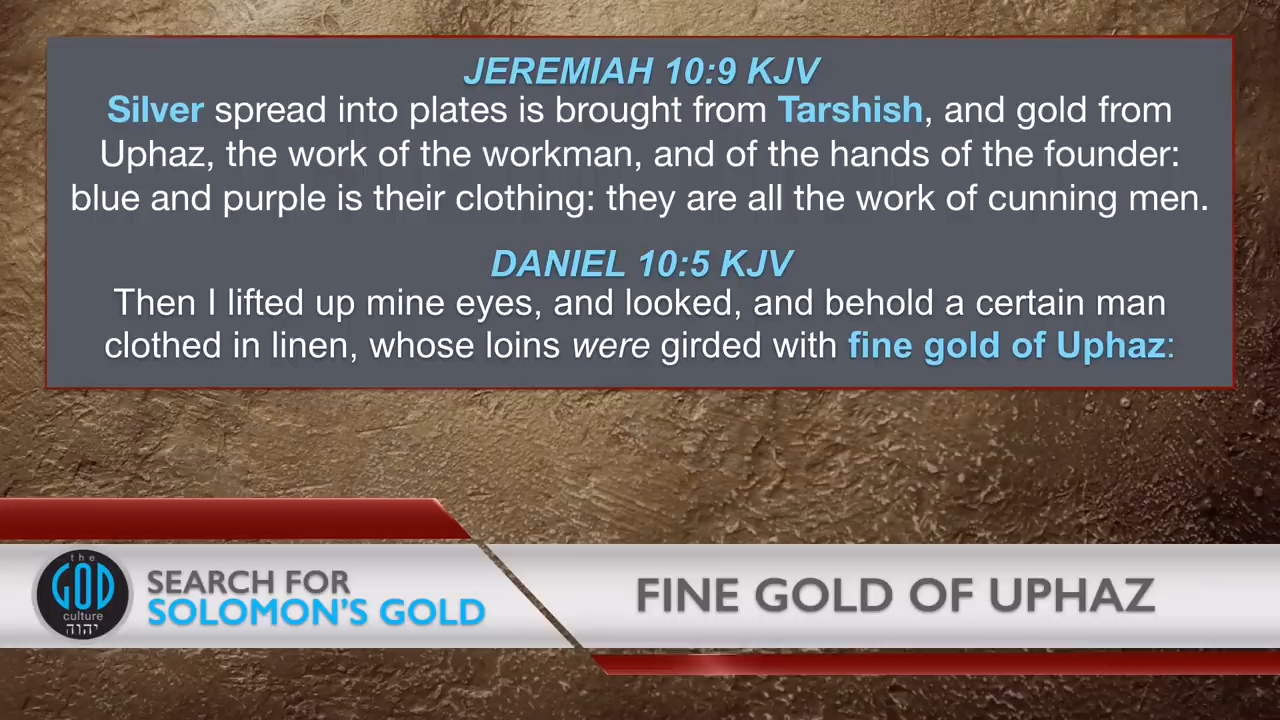 JEREMIAH 10:9 KJV
Silver spread into plates is brought from Tarshish, and gold from
Uphaz, the work of the workman, and of the hands of the founder:
blue and purple is their clothing: they are all the work of cunning men.
DANIEL 10:5 KJV
Then I lifted up mine eyes, and looked, and behold a certain man
clothed in linen, whose loins were girded with fine gold of Uphaz:
the
GOD
culture
יהוה
SEARCH FOR
SOLOMON'S GOLD
FINE GOLD OF UPHAZ